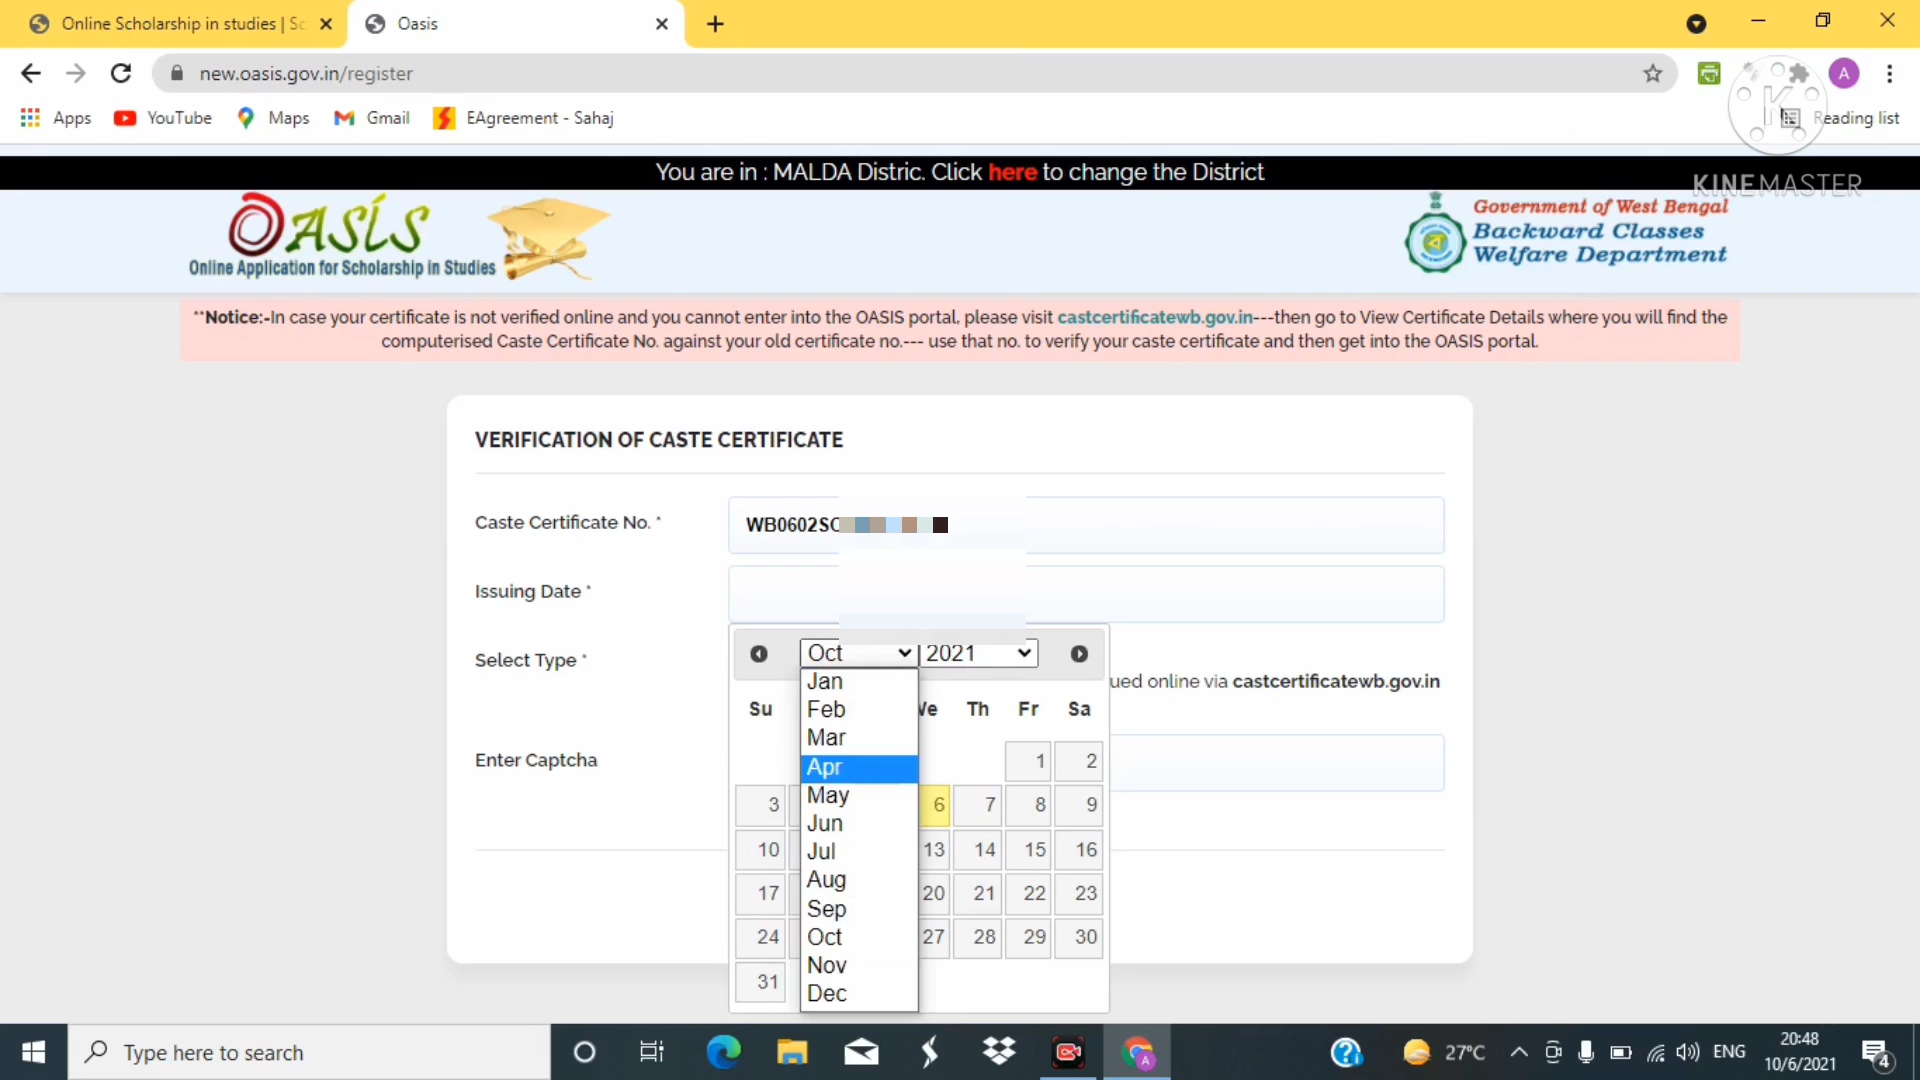 Online Scholarship in studies | Sc
Oasis
new.oasis.gov.in/register
A
Apps
YouTube
Maps
Gmail
EAgreement - Sahaj
Reading list
You are in : MALDA Distric. Click here to change the District
KINEMASTER
OASIS
Online Application for Scholarship in Studies
Government of West Bengal
Backward Classes
Welfare Department
**Notice:-In case your certificate is not verified online and you cannot enter into the OASIS portal, please visit castcertificatewb.gov.in---then go to View Certificate Details where you will find the
computerised Caste Certificate No. against your old certificate no.--- use that no. to verify your caste certificate and then get into the OASIS portal.
VERIFICATION OF CASTE CERTIFICATE
Caste Certificate No. *
WB0602SC
Issuing Date *
Select Type *
Oct 2021
ued online via castcertificatewb.gov.in
Su We Th Fr Sa
Jan
Feb
Mar
Apr
May
Jun
Jul
Aug
Sep
Oct
Nov
Dec
1 2
3 6 7 8 9
10 13 14 15 16
17 20 21 22 23
24 27 28 29 30
31
Enter Captcha
Type here to search
A
27°C
ENG
20:48
10/6/2021
4